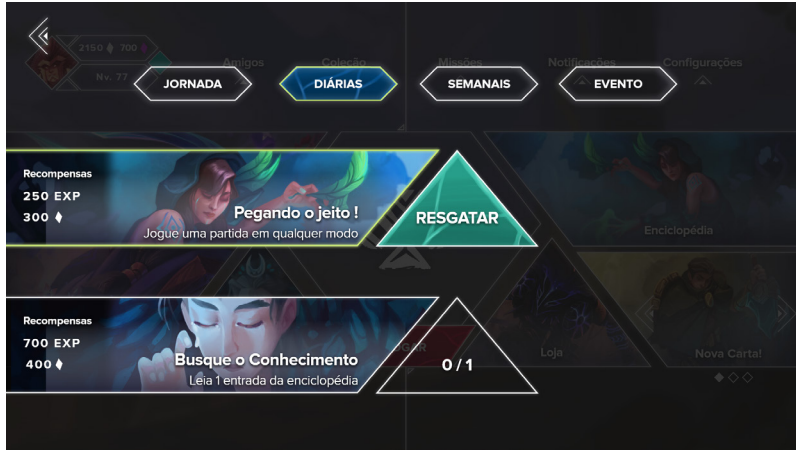 2150 700
Nv. 77
Amigos
Coleção
Missões
Notificações
Configurações
JORNADA
DIÁRIAS
SEMANAIS
EVENTO
Recompensas
250 EXP
300
Pegando o jeito !
Jogue uma partida em qualquer modo
RESGATAR
Enciclopédia
Recompensas
700 EXP
400
Busque o Conhecimento
Leia 1 entrada da enciclopédia
0 / 1
Loja
Nova Carta!